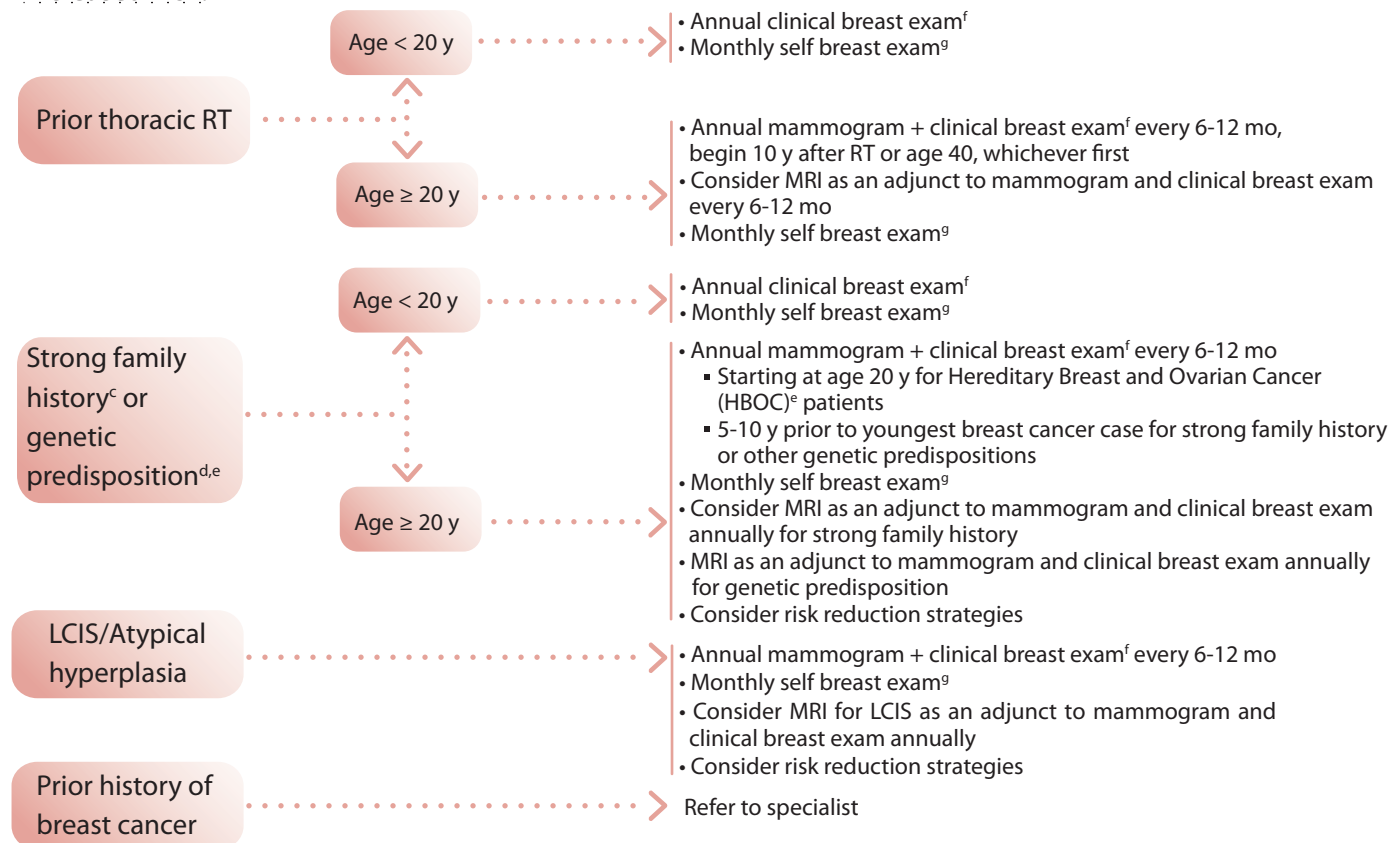 Age < 20 y
• Annual clinical breast examᶠ
• Monthly self breast examᵍ
Prior thoracic RT
Age ≥ 20 y
• Annual mammogram + clinical breast examᶠ every 6-12 mo,
begin 10 y after RT or age 40, whichever first
• Consider MRI as an adjunct to mammogram and clinical breast exam
every 6-12 mo
• Monthly self breast examᵍ
Age < 20 y
• Annual clinical breast examᶠ
• Monthly self breast examᵍ
Strong family
historyᶜ or
genetic
predispositionᵈ,ᵉ
Age ≥ 20 y
• Annual mammogram + clinical breast examᶠ every 6-12 mo
▪ Starting at age 20 y for Hereditary Breast and Ovarian Cancer
(HBOC)ᵉ patients
▪ 5-10 y prior to youngest breast cancer case for strong family history
or other genetic predispositions
• Monthly self breast examᵍ
• Consider MRI as an adjunct to mammogram and clinical breast exam
annually for strong family history
• MRI as an adjunct to mammogram and clinical breast exam annually
for genetic predisposition
• Consider risk reduction strategies
LCIS/Atypical
hyperplasia
• Annual mammogram + clinical breast examᶠ every 6-12 mo
• Monthly self breast examᵍ
• Consider MRI for LCIS as an adjunct to mammogram and
clinical breast exam annually
• Consider risk reduction strategies
Prior history of
breast cancer
Refer to specialist